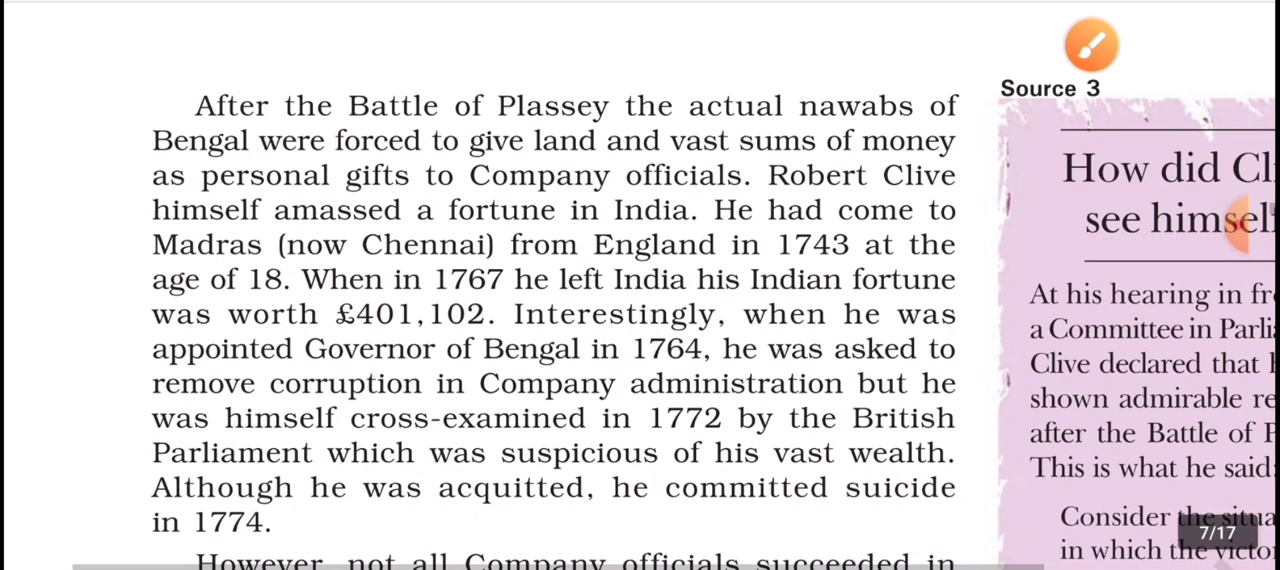 After the Battle of Plassey the actual nawabs of
Bengal were forced to give land and vast sums of money
as personal gifts to Company officials. Robert Clive
himself amassed a fortune in India. He had come to
Madras (now Chennai) from England in 1743 at the
age of 18. When in 1767 he left India his Indian fortune
was worth £401,102. Interestingly, when he was
appointed Governor of Bengal in 1764, he was asked to
remove corruption in Company administration but he
was himself cross-examined in 1772 by the British
Parliament which was suspicious of his vast wealth.
Although he was acquitted, he committed suicide
in 1774.
However, not all Company officials succeeded in
Source 3
How did Cl
see himsel
At his hearing in fr
a Committee in Parli
Clive declared that
shown admirable re
after the Battle of P
This is what he said
Consider the situa
in which the victo
7/17